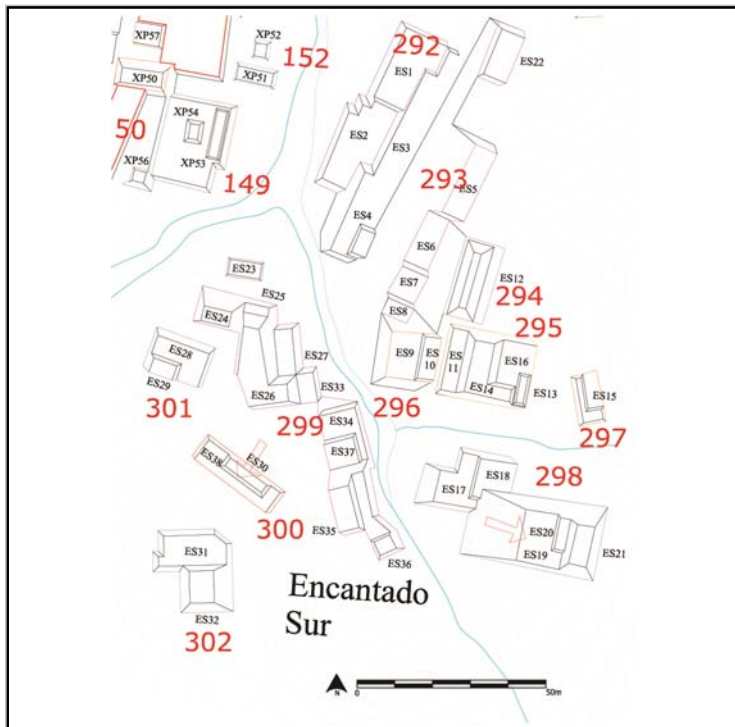 XP57
XP52
152
292
XP50
XP51
ES1
ES22
50
XP54
ES2
ES3
XP56
XP53
149
293
ES5
ES4
ES6
ES23
ES7
ES12
294
ES25
ES24
ES8
295
ES28
ES27
ES9
ES
10
ES
11
ES16
ES29
ES26
ES33
ES14
ES13
ES15
301
299
ES34
296
297
ES38
ES30
ES37
ES17
ES18
298
300
ES35
ES20
ES19
ES21
ES31
ES36
Encantado
Sur
ES32
302
N
0
50m